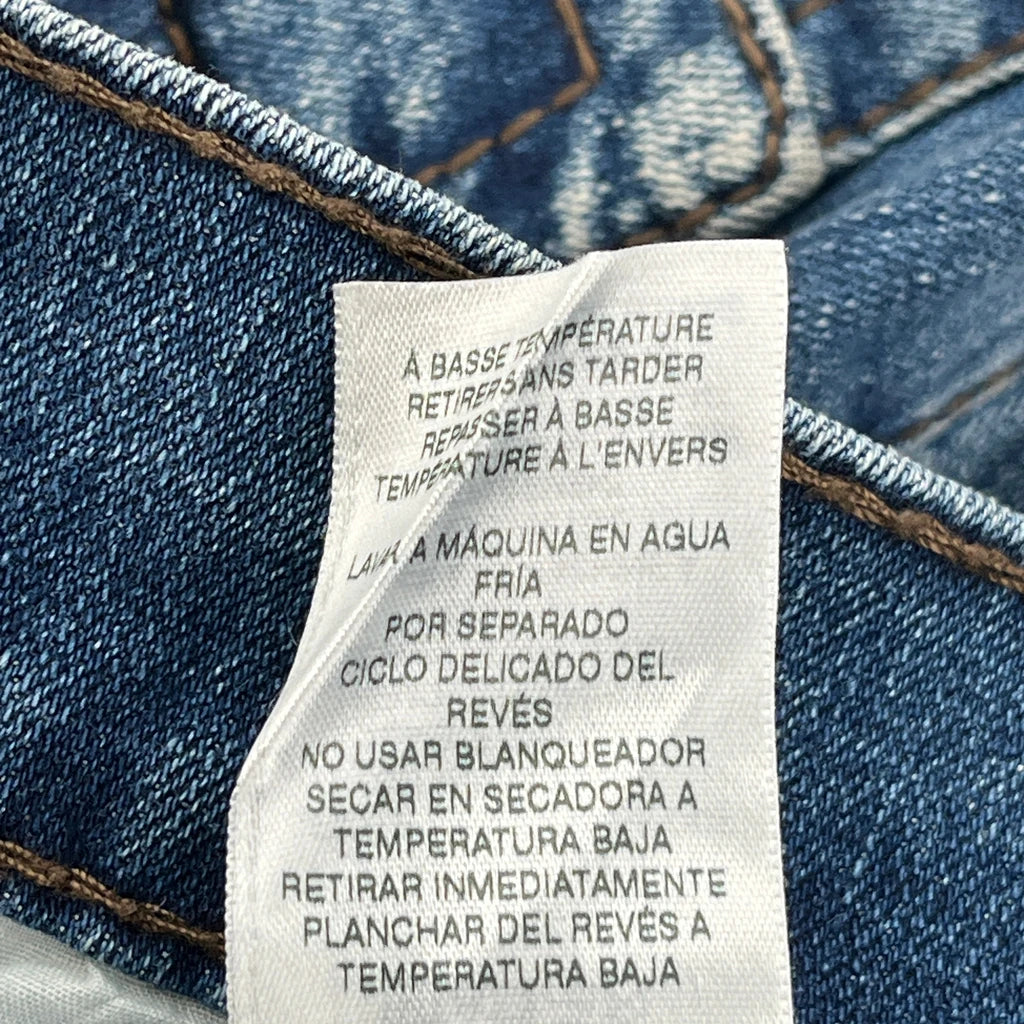 À BASSE TEMPÉRATURE
RETIRER SANS TARDER
REPASSER À BASSE
TEMPÉRATURE À L'ENVERS
LAVAR A MÁQUINA EN AGUA
FRÍA
POR SEPARADO
CICLO DELICADO DEL
REVÉS
NO USAR BLANQUEADOR
SECAR EN SECADORA A
TEMPERATURA BAJA
RETIRAR INMEDIATAMENTE
PLANCHAR DEL REVÉS A
TEMPERATURA BAJA